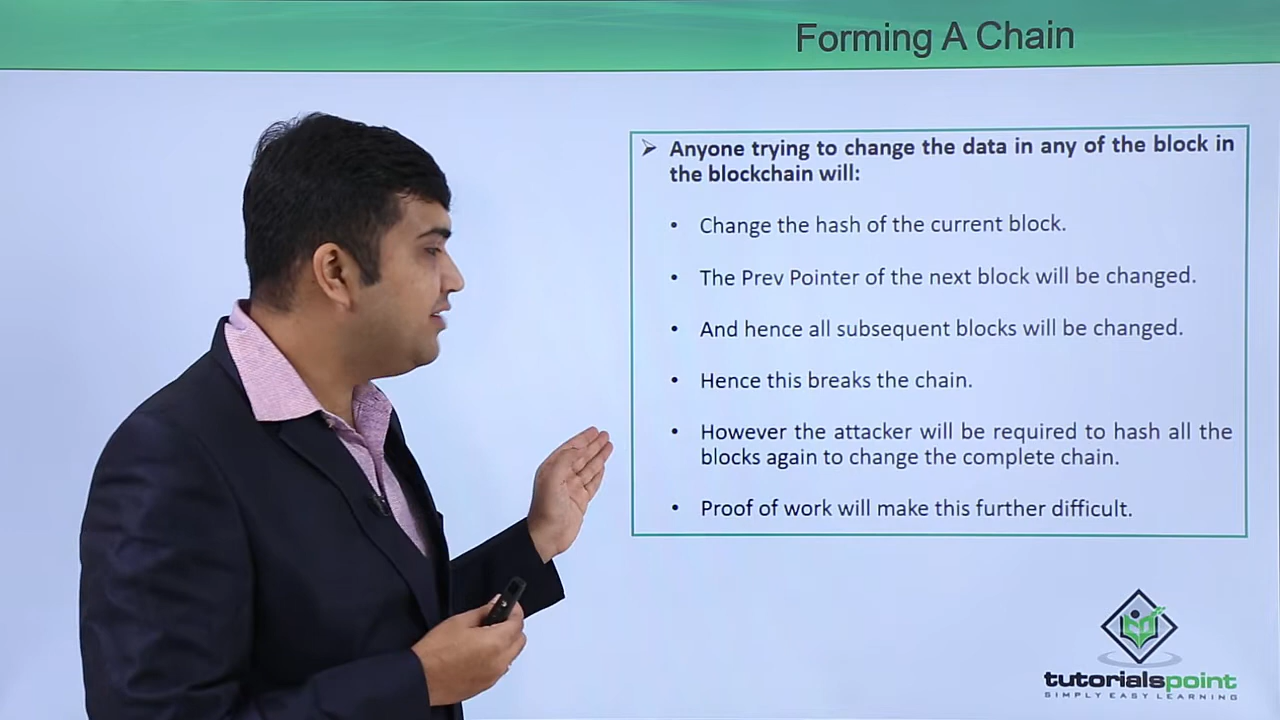 Forming A Chain
➢ Anyone trying to change the data in any of the block in
the blockchain will:
• Change the hash of the current block.
• The Prev Pointer of the next block will be changed.
• And hence all subsequent blocks will be changed.
• Hence this breaks the chain.
• However the attacker will be required to hash all the
blocks again to change the complete chain.
• Proof of work will make this further difficult.
tutorialspoint
SIMPLY EASY LEARNING